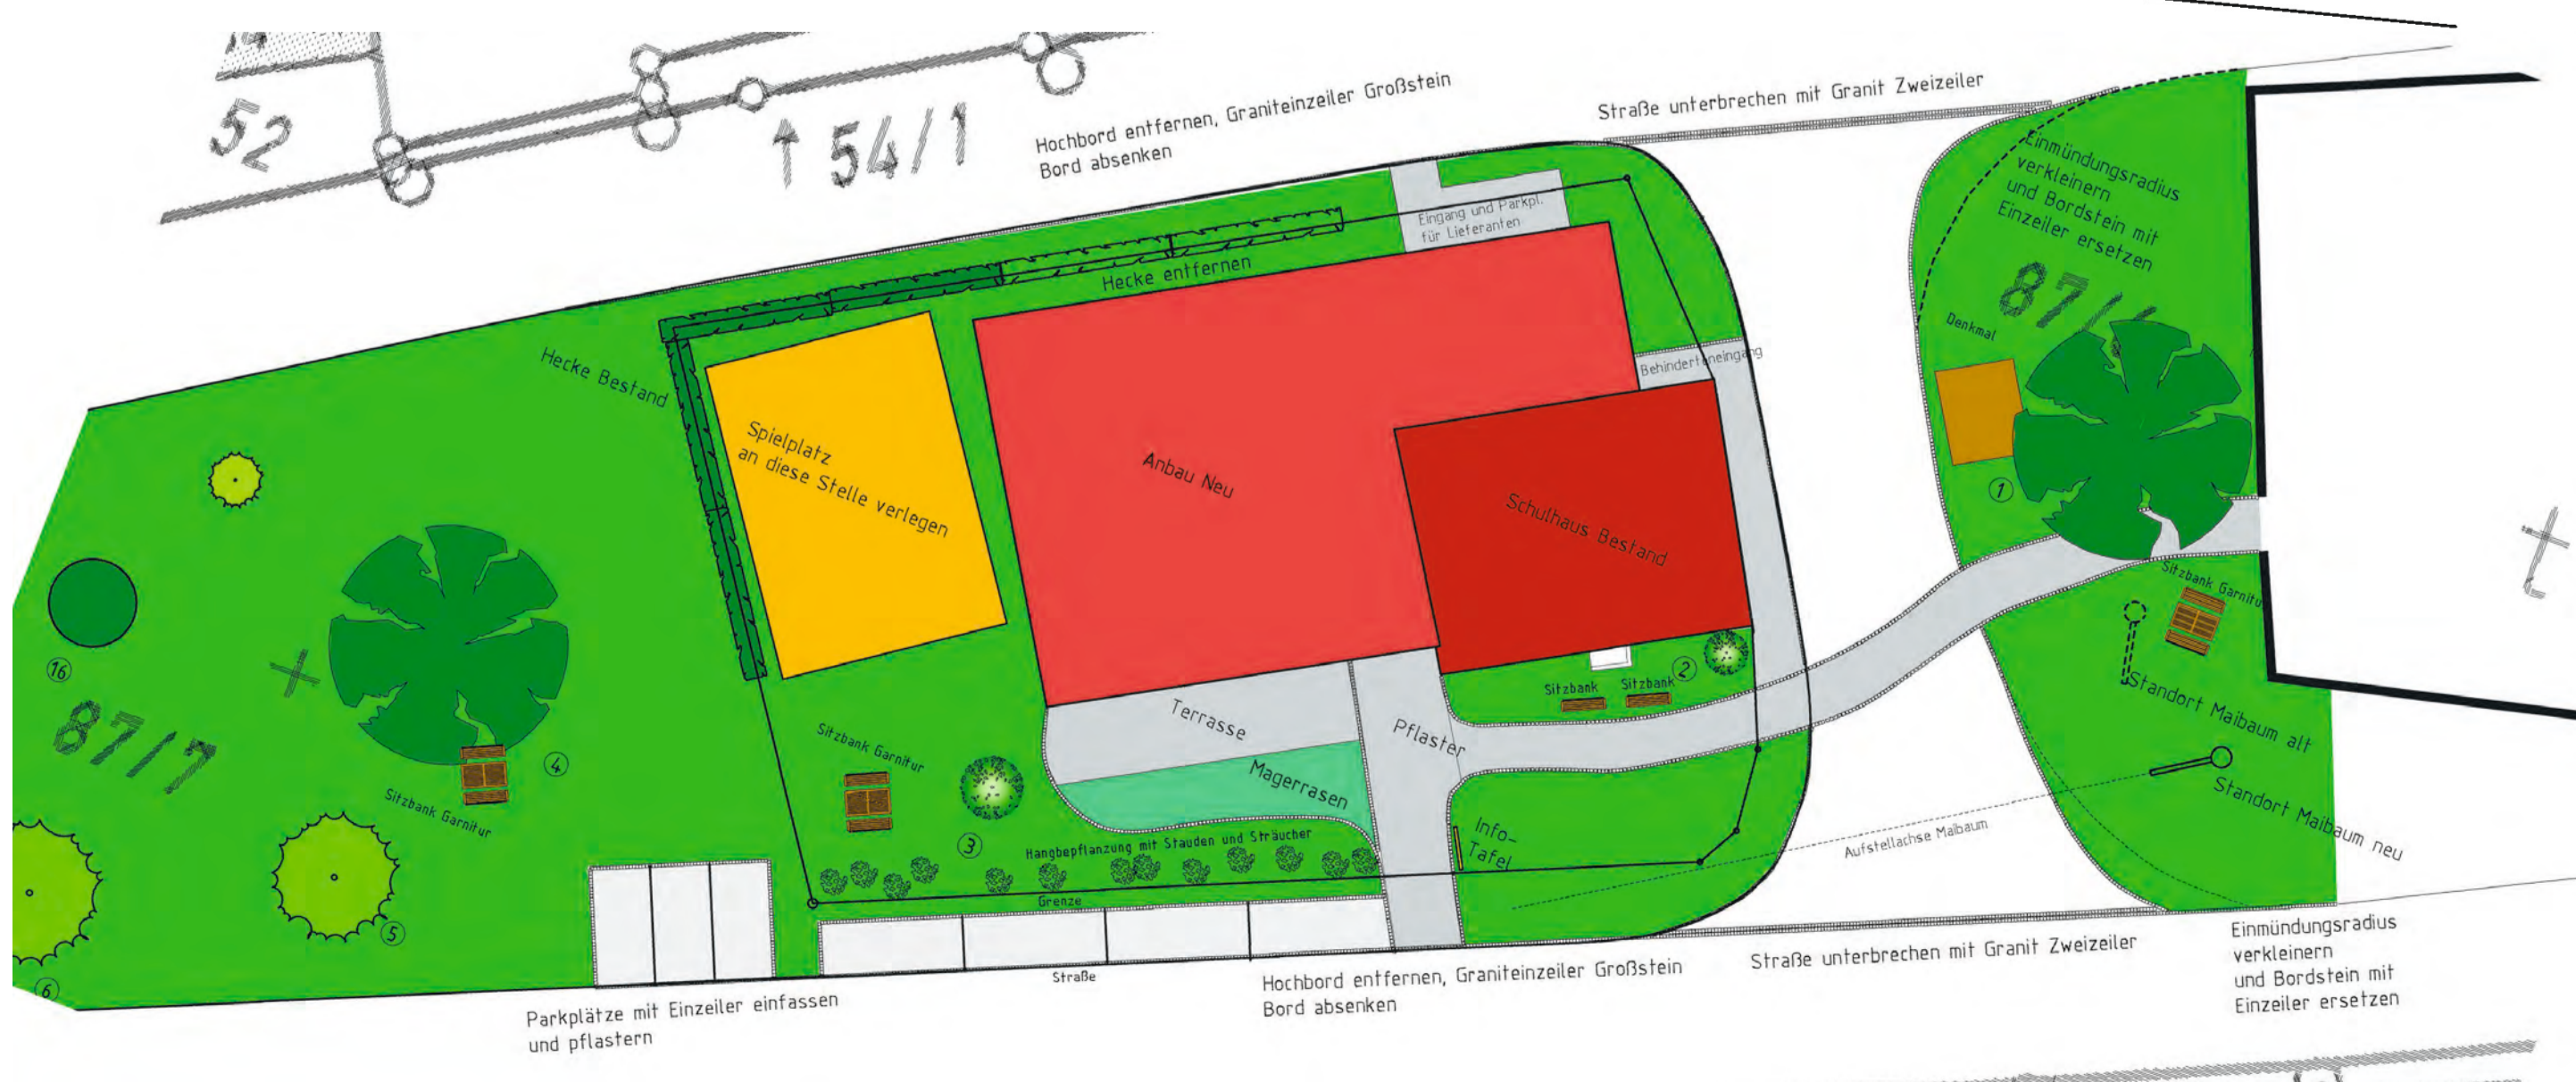 52
54/1
Hochbord entfernen, Graniteinzeiler Großstein
Bord absenken
Straße unterbrechen mit Granit Zweizeiler
Einmündungsradius
verkleinern
und Bordstein mit
Einzeiler ersetzen
Eingang und Parkpl.
für Lieferanten
Hecke entfernen
Hecke Bestand
Spielplatz
an diese Stelle verlegen
Anbau Neu
Schulhaus Bestand
Behinderteneingang
87/
Denkmal
1
Sitzbank Garnitur
Standort Maibaum alt
Standort Maibaum neu
Aufstellachse Maibaum
16
87/7
4
Sitzbank Garnitur
5
6
Sitzbank Garnitur
3
Terrasse
Magerrasen
Pflaster
Sitzbank
Sitzbank
2
Hangbepflanzung mit Stauden und Sträucher
Info-
Tafel
Grenze
Straße
Parkplätze mit Einzeiler einfassen
und pflastern
Hochbord entfernen, Graniteinzeiler Großstein
Bord absenken
Straße unterbrechen mit Granit Zweizeiler
Einmündungsradius
verkleinern
und Bordstein mit
Einzeiler ersetzen